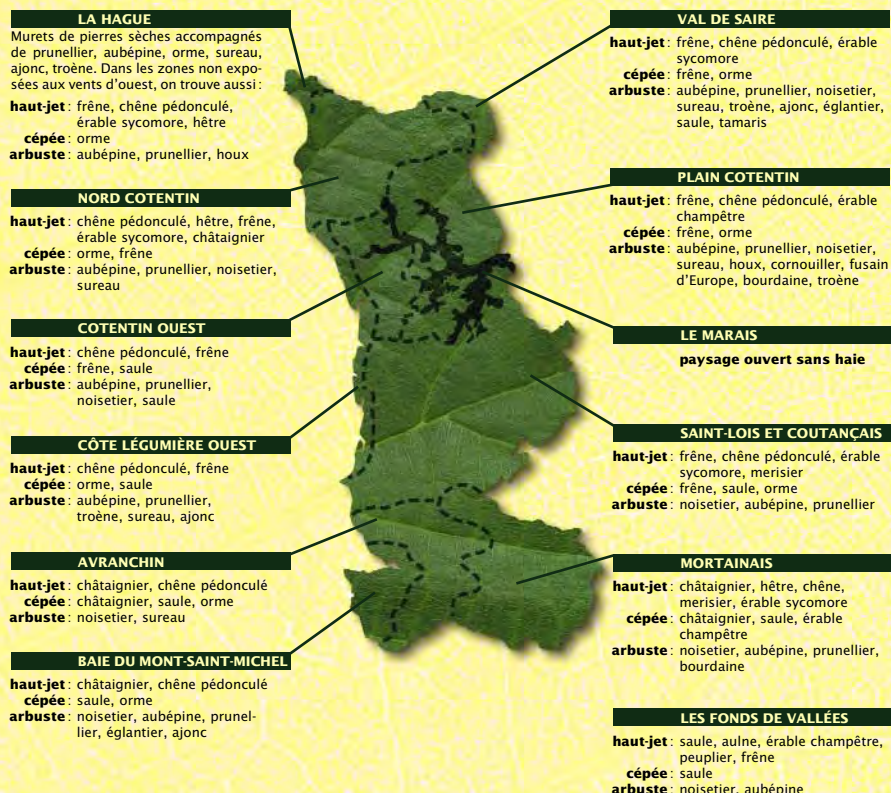 LA HAGUE
Murets de pierres sèches accompagnés
de prunellier, aubépine, orme, sureau,
ajonc, troène. Dans les zones non expo-
sées aux vents d'ouest, on trouve aussi :
haut-jet : frêne, chêne pédonculé,
érable sycomore, hêtre
cépée : orme
arbuste : aubépine, prunellier, houx
NORD COTENTIN
haut-jet : chêne pédonculé, hêtre, frêne,
érable sycomore, châtaignier
cépée : orme, frêne
arbuste : aubépine, prunellier, noisetier,
sureau
COTENTIN OUEST
haut-jet : chêne pédonculé, frêne
cépée : frêne, saule
arbuste : aubépine, prunellier,
noisetier, saule
CÔTE LÉGUMIÈRE OUEST
haut-jet : chêne pédonculé, frêne
cépée : orme, saule
arbuste : aubépine, prunellier,
troène, sureau, ajonc
AVRANCHIN
haut-jet : châtaignier, chêne pédonculé
cépée : châtaignier, saule, orme
arbuste : noisetier, sureau
BAIE DU MONT-SAINT-MICHEL
haut-jet : châtaignier, chêne pédonculé
cépée : saule, orme
arbuste : noisetier, aubépine, prunel-
lier, églantier, ajonc
VAL DE SAIRE
haut-jet : frêne, chêne pédonculé, érable
sycomore
cépée : frêne, orme
arbuste : aubépine, prunellier, noisetier,
sureau, troène, ajonc, églantier,
saule, tamaris
PLAIN COTENTIN
haut-jet : frêne, chêne pédonculé, érable
champêtre
cépée : frêne, orme
arbuste : aubépine, prunellier, noisetier,
sureau, houx, cornouiller, fusain
d'Europe, bourdaine, troène
LE MARAIS
paysage ouvert sans haie
SAINT-LOIS ET COUTANÇAIS
haut-jet : frêne, chêne pédonculé, érable
sycomore, merisier
cépée : frêne, saule, orme
arbuste : noisetier, aubépine, prunellier
MORTAINAIS
haut-jet : châtaignier, hêtre, chêne,
merisier, érable sycomore
cépée : châtaignier, saule, érable
champêtre
arbuste : noisetier, aubépine, prunellier,
bourdaine
LES FONDS DE VALLÉES
haut-jet : saule, aulne, érable champêtre,
peuplier, frêne
cépée : saule
arbuste : noisetier, aubépine